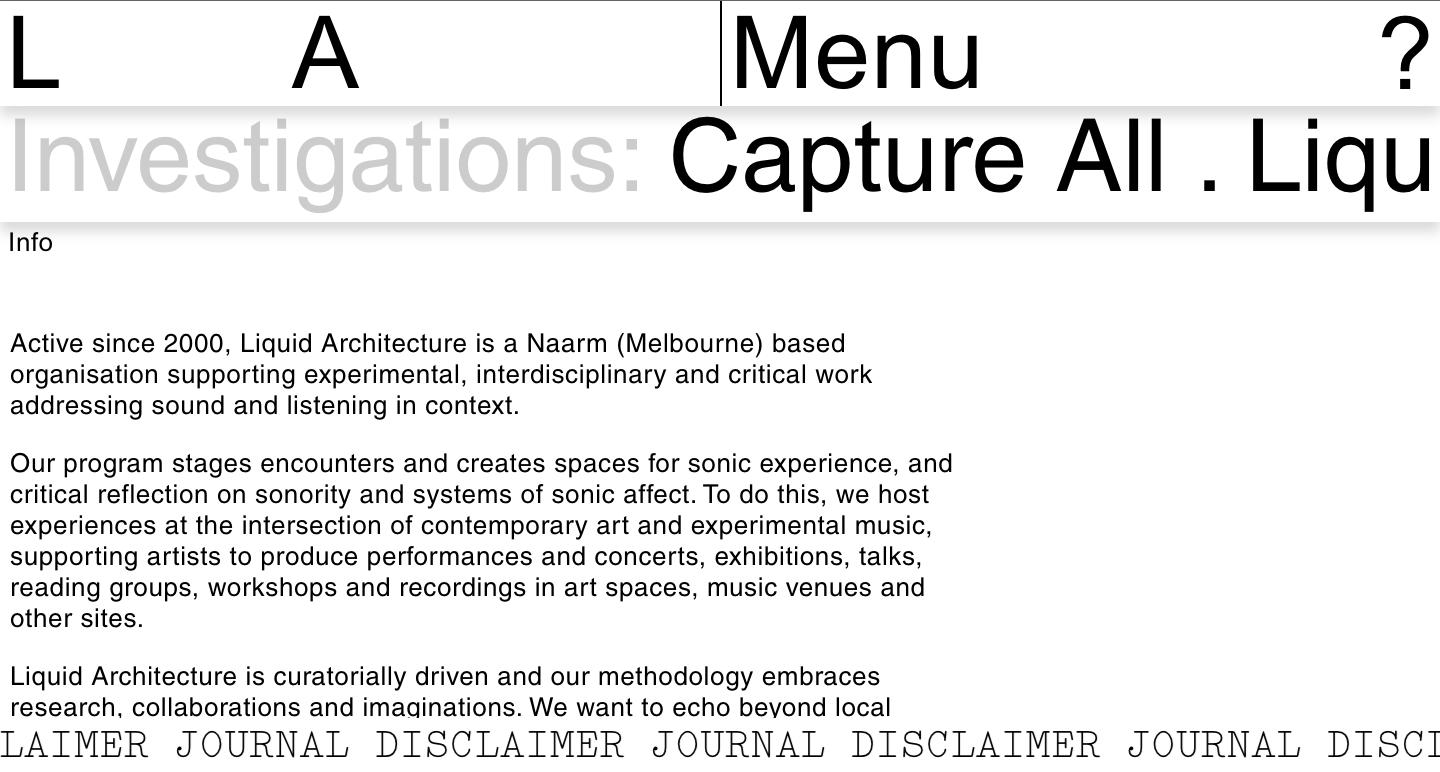 L A Menu ?
Investigations: Capture All . Liqu
Info
Active since 2000, Liquid Architecture is a Naarm (Melbourne) based
organisation supporting experimental, interdisciplinary and critical work
addressing sound and listening in context.
Our program stages encounters and creates spaces for sonic experience, and
critical reflection on sonority and systems of sonic affect. To do this, we host
experiences at the intersection of contemporary art and experimental music,
supporting artists to produce performances and concerts, exhibitions, talks,
reading groups, workshops and recordings in art spaces, music venues and
other sites.
Liquid Architecture is curatorially driven and our methodology embraces
research, collaborations and imaginations. We want to echo beyond local
LAIMER JOURNAL DISCLAIMER JOURNAL DISCLAIMER JOURNAL DISCL